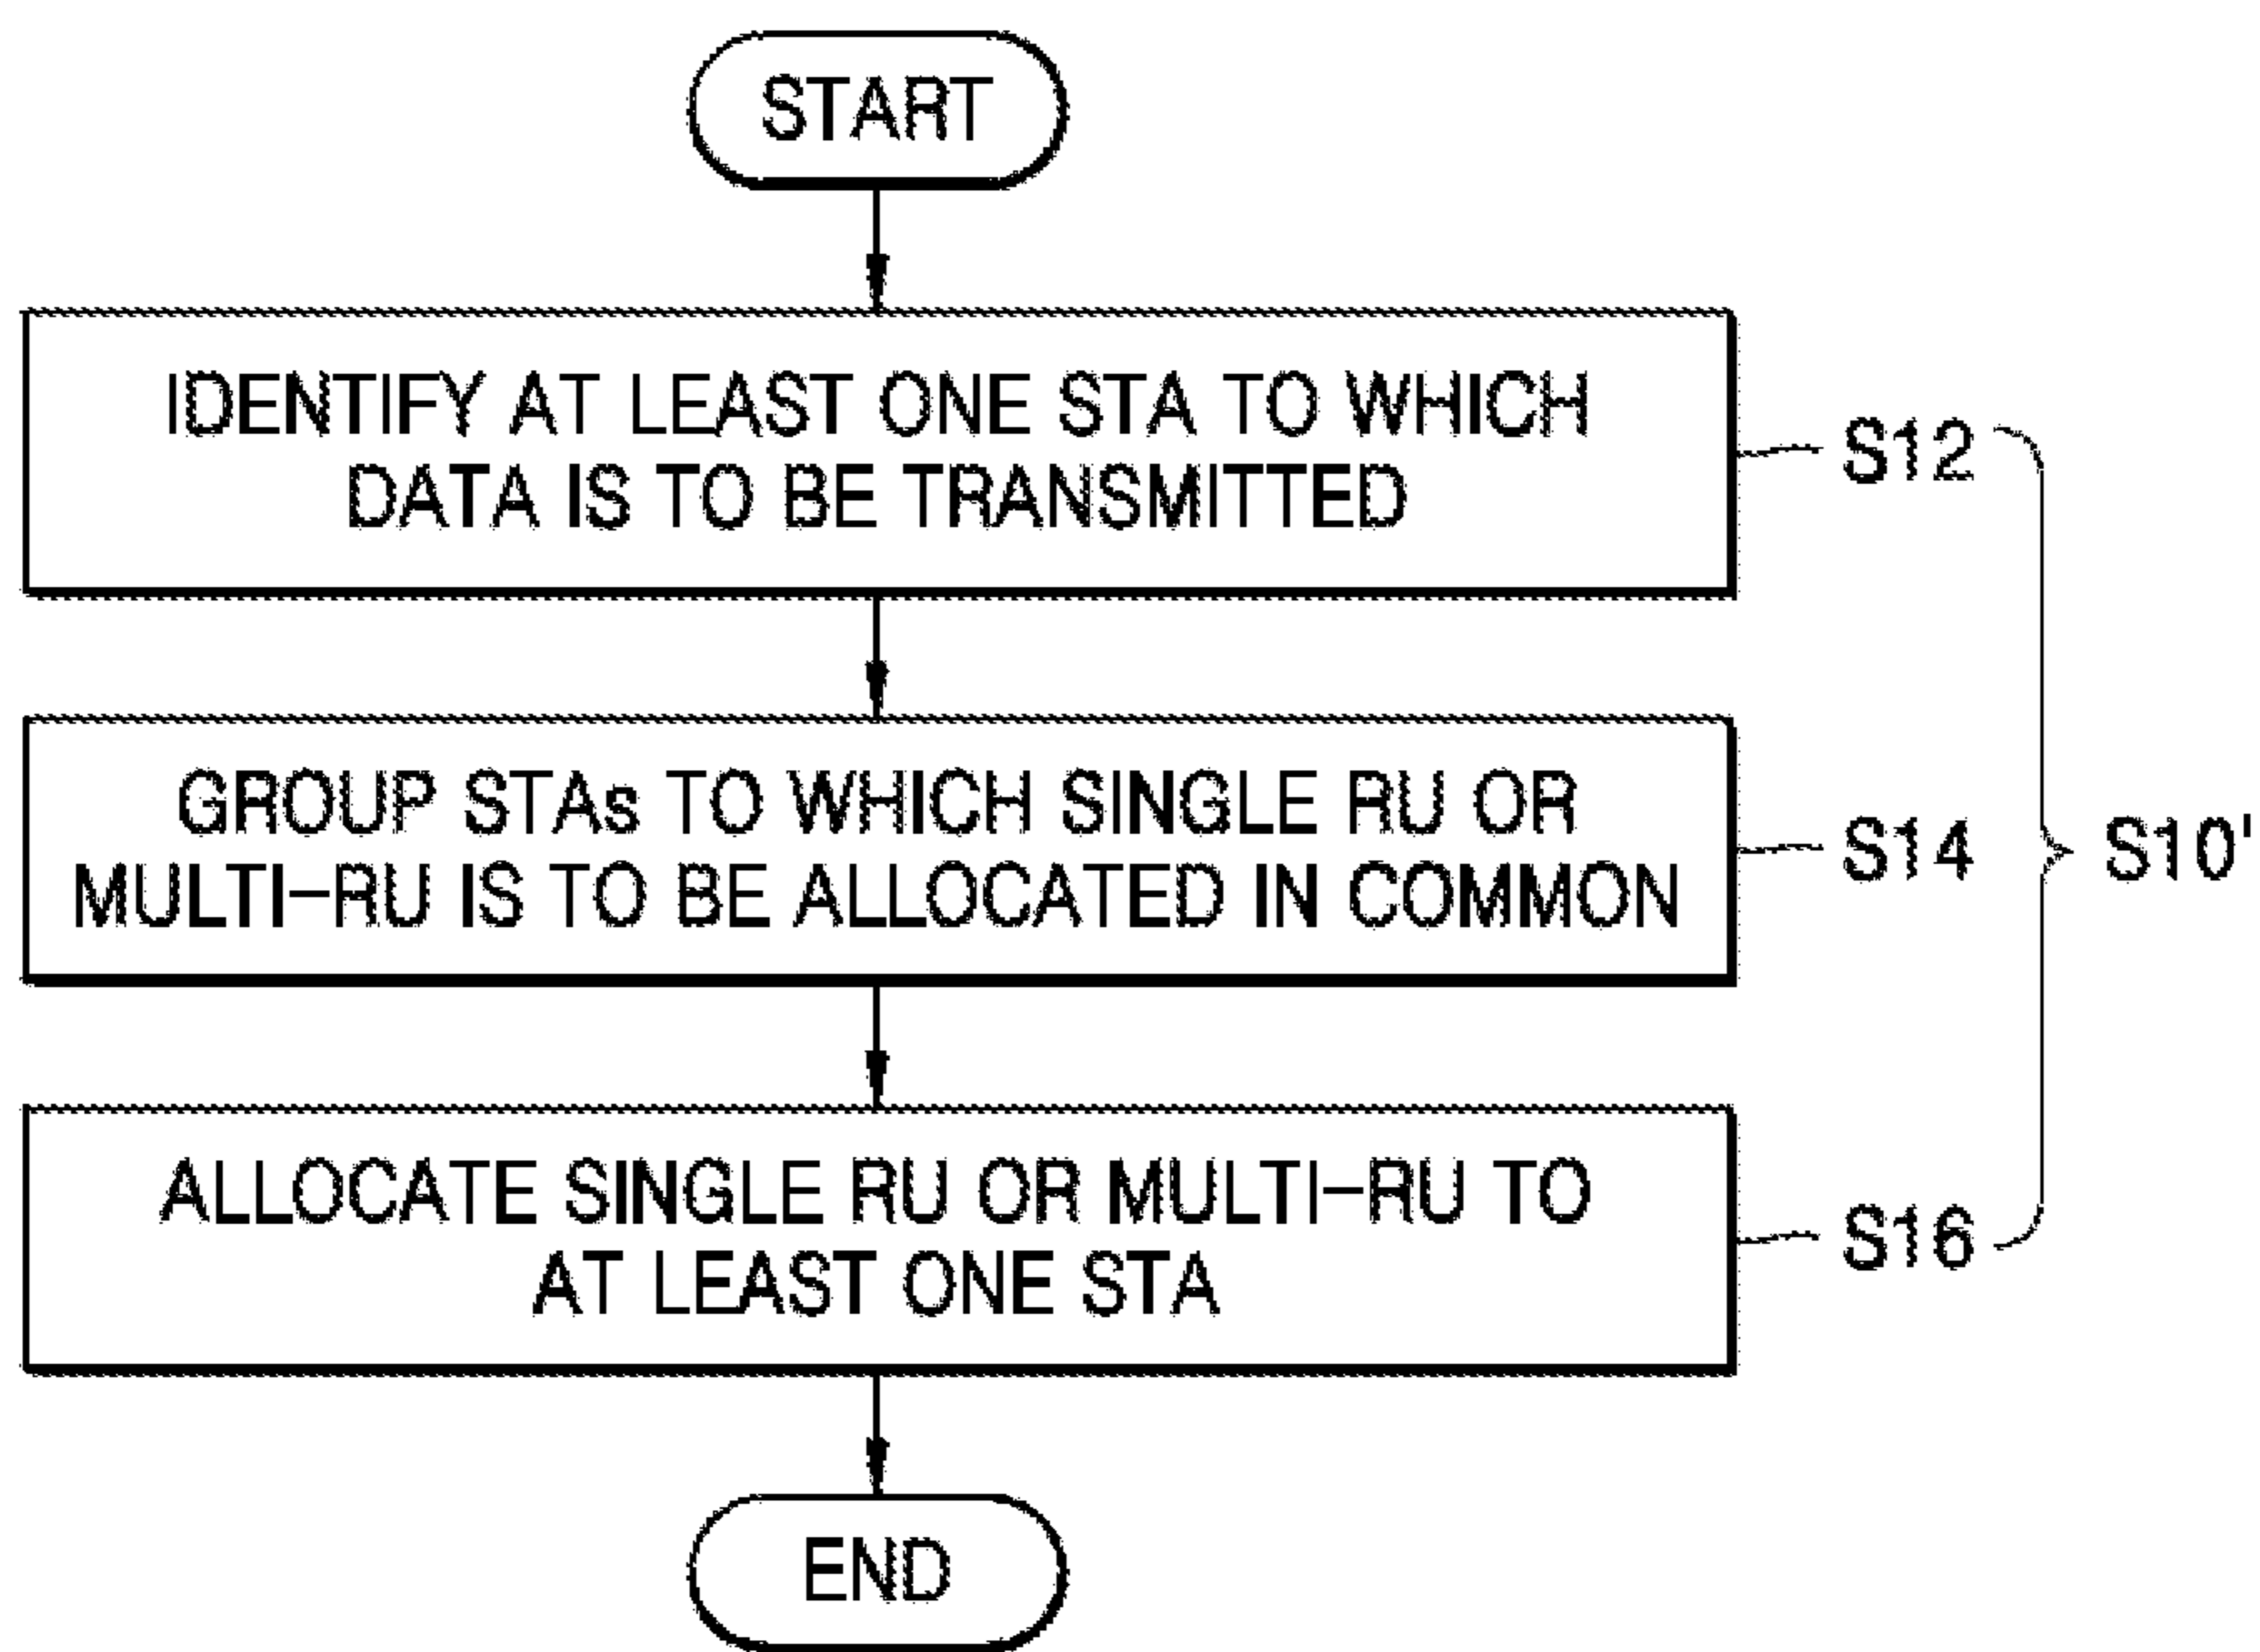 START
IDENTIFY AT LEAST ONE STA TO WHICH
DATA IS TO BE TRANSMITTED
S12
GROUP STAs TO WHICH SINGLE RU OR
MULTI-RU IS TO BE ALLOCATED IN COMMON
S14
S10'
ALLOCATE SINGLE RU OR MULTI-RU TO
AT LEAST ONE STA
S16
END